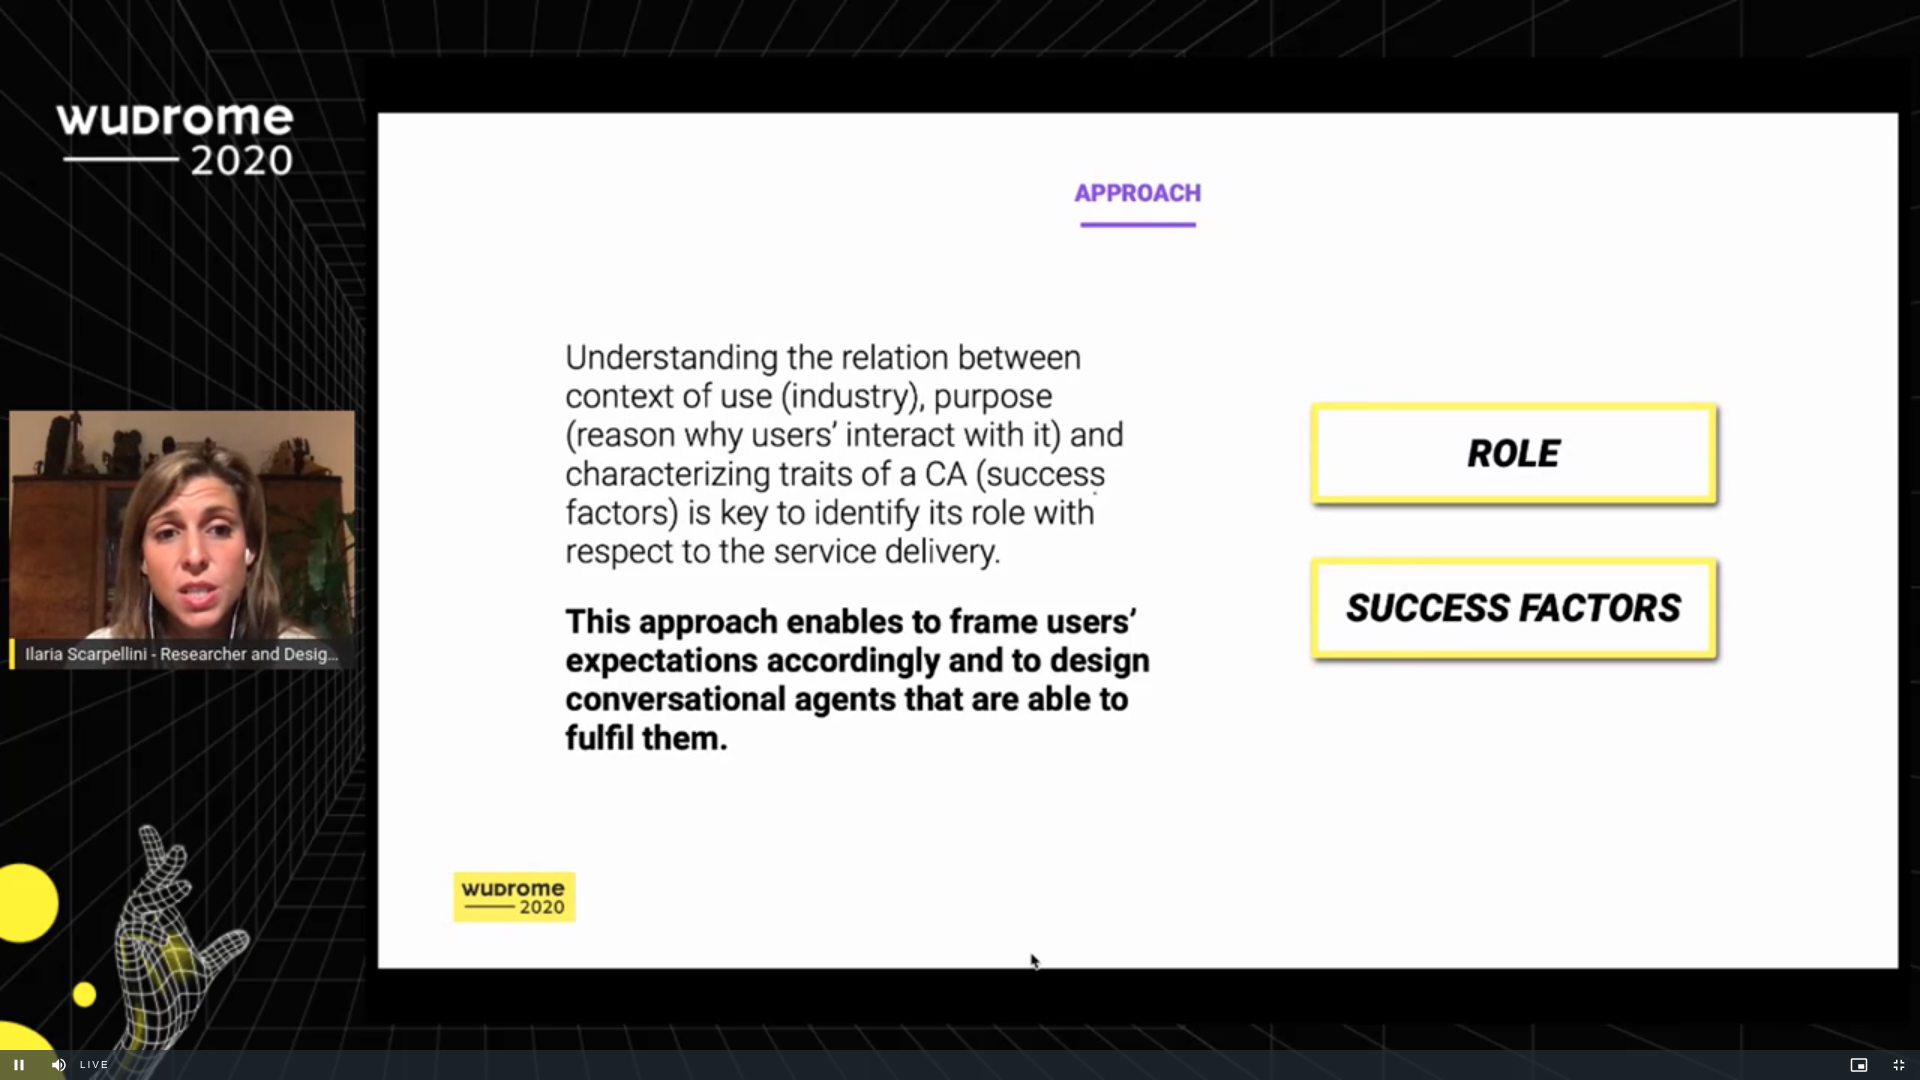 WUDrome
2020
APPROACH
Understanding the relation between
context of use (industry), purpose
(reason why users’ interact with it) and
characterizing traits of a CA (success
factors) is key to identify its role with
respect to the service delivery.
This approach enables to frame users’
expectations accordingly and to design
conversational agents that are able to
fulfil them.
ROLE
SUCCESS FACTORS
Ilaria Scarpellini - Researcher and Desig...
WUDrome
2020
LIVE